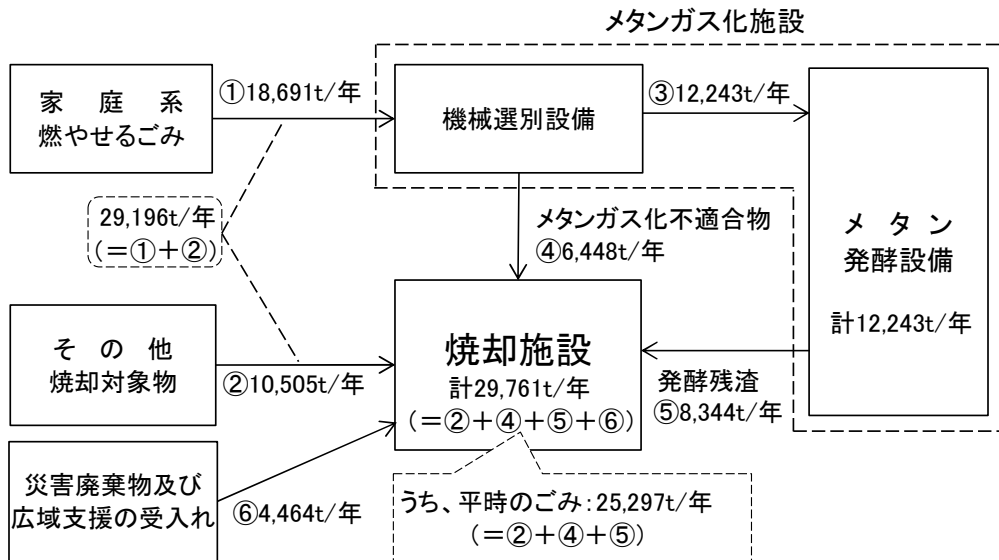 メタンガス化施設
家庭系
燃やせるごみ
①18,691t/年
機械選別設備
③12,243t/年
メタン
発酵設備
計12,243t/年
29,196t/年
(=①+②)
メタンガス化不適合物
④6,448t/年
その他
焼却対象物
②10,505t/年
焼却施設
計29,761t/年
(=②+④+⑤+⑥)
発酵残渣
⑤8,344t/年
災害廃棄物及び
広域支援の受入れ
⑥4,464t/年
うち、平時のごみ:25,297t/年
(=②+④+⑤)